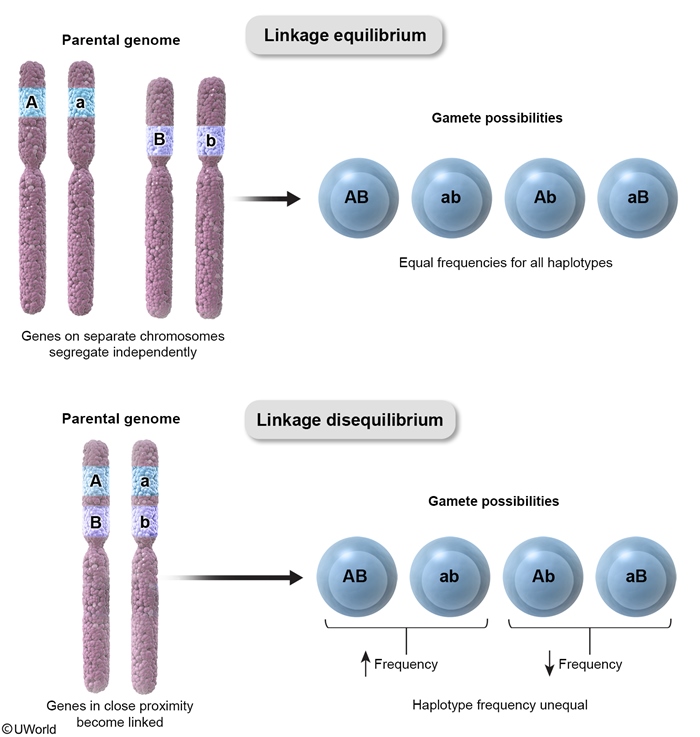 Linkage equilibrium
Parental genome
A
a
B
b
Gamete possibilities
AB
ab
Ab
aB
Equal frequencies for all haplotypes
Genes on separate chromosomes
segregate independently
Linkage disequilibrium
Parental genome
A
a
B
b
Gamete possibilities
AB
ab
Ab
aB
↑ Frequency
↓ Frequency
Haplotype frequency unequal
Genes in close proximity
become linked
©UWorld